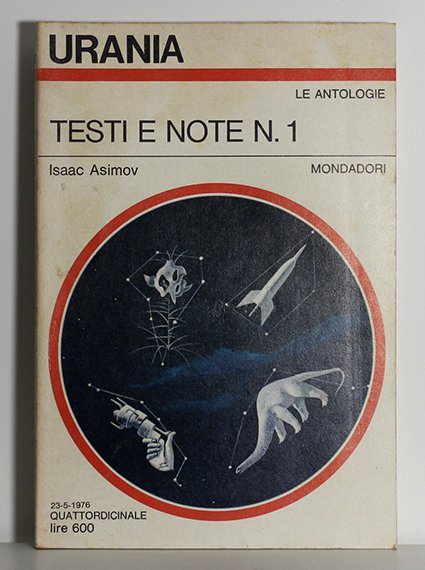 URANIA
LE ANTOLOGIE
TESTI E NOTE N. 1
Isaac Asimov MONDADORI
23-5-1976
QUATTORDICINALE
lire 600